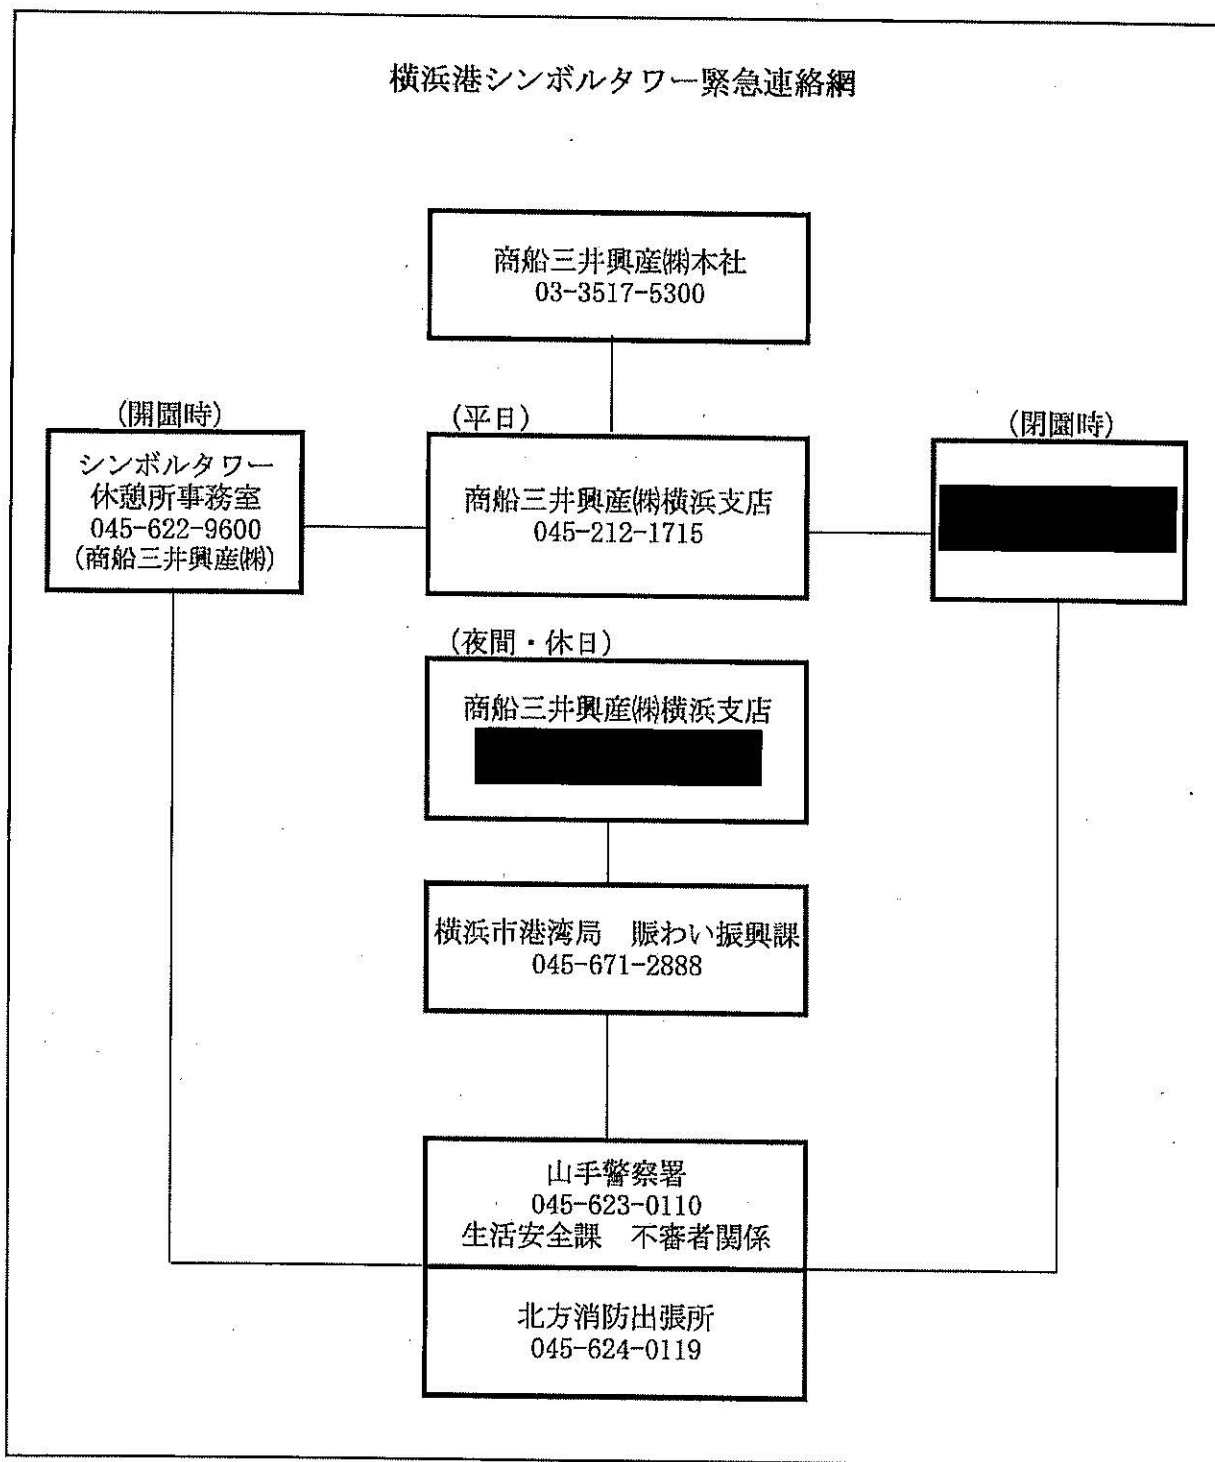 横浜港シンボルタワー緊急連絡網
商船三井興産㈱本社
03-3517-5300
(開園時)
シンボルタワー
休憩所事務室
045-622-9600
(商船三井興産㈱)
(平日)
商船三井興産㈱横浜支店
045-212-1715
(閉園時)
(夜間・休日)
商船三井興産㈱横浜支店
横浜市港湾局　賑わい振興課
045-671-2888
山手警察署
045-623-0110
生活安全課　不審者関係
北方消防出張所
045-624-0119